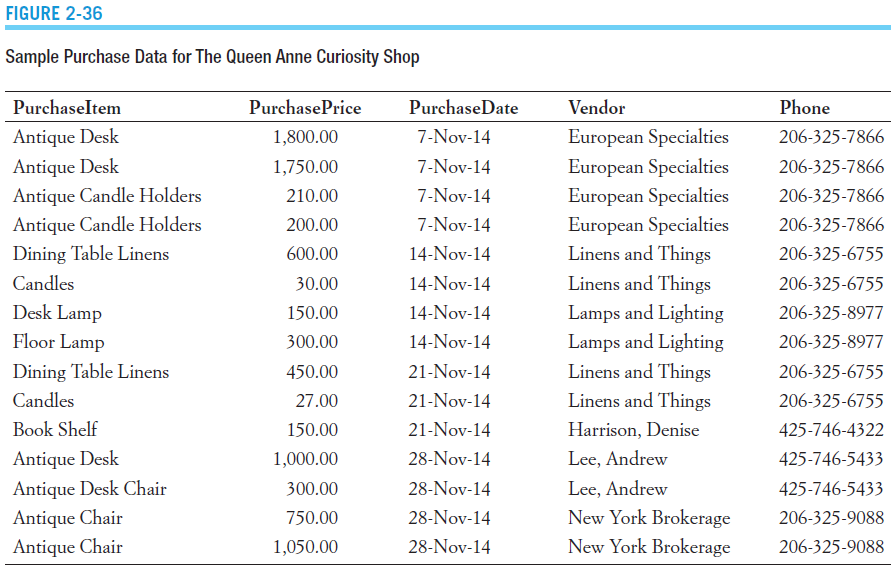 FIGURE 2-36
Sample Purchase Data for The Queen Anne Curiosity Shop
PurchaseItem PurchasePrice PurchaseDate Vendor Phone
Antique Desk 1,800.00 7-Nov-14 European Specialties 206-325-7866
Antique Desk 1,750.00 7-Nov-14 European Specialties 206-325-7866
Antique Candle Holders 210.00 7-Nov-14 European Specialties 206-325-7866
Antique Candle Holders 200.00 7-Nov-14 European Specialties 206-325-7866
Dining Table Linens 600.00 14-Nov-14 Linens and Things 206-325-6755
Candles 30.00 14-Nov-14 Linens and Things 206-325-6755
Desk Lamp 150.00 14-Nov-14 Lamps and Lighting 206-325-8977
Floor Lamp 300.00 14-Nov-14 Lamps and Lighting 206-325-8977
Dining Table Linens 450.00 21-Nov-14 Linens and Things 206-325-6755
Candles 27.00 21-Nov-14 Linens and Things 206-325-6755
Book Shelf 150.00 21-Nov-14 Harrison, Denise 425-746-4322
Antique Desk 1,000.00 28-Nov-14 Lee, Andrew 425-746-5433
Antique Desk Chair 300.00 28-Nov-14 Lee, Andrew 425-746-5433
Antique Chair 750.00 28-Nov-14 New York Brokerage 206-325-9088
Antique Chair 1,050.00 28-Nov-14 New York Brokerage 206-325-9088